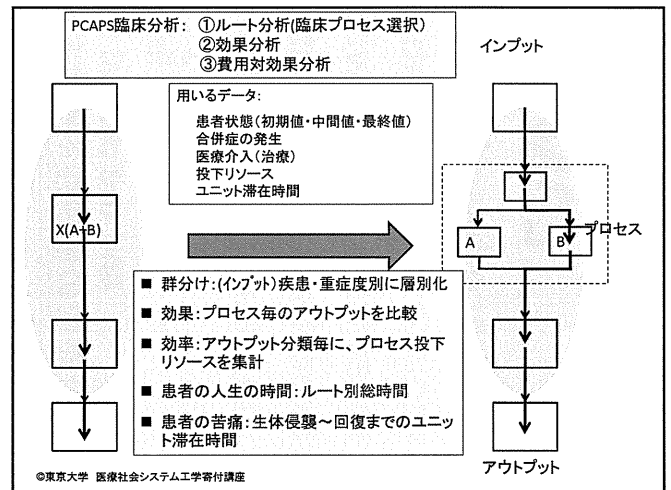 PCAPS臨床分析: ①ルート分析(臨床プロセス選択)
②効果分析
③費用対効果分析
インプット
用いるデータ:
患者状態(初期値・中間値・最終値)
合併症の発生
医療介入(治療)
投下リソース
ユニット滞在時間
X(A+B)
A
B
プロセス
■ 群分け:(インプット)疾患・重症度別に層別化
■ 効果:プロセス毎のアウトプットを比較
■ 効率:アウトプット分類毎に、プロセス投下
リソースを集計
■ 患者の人生の時間:ルート別総時間
■ 患者の苦痛:生体侵襲～回復までのユニッ
ト滞在時間
アウトプット
©東京大学 医療社会システム工学寄付講座